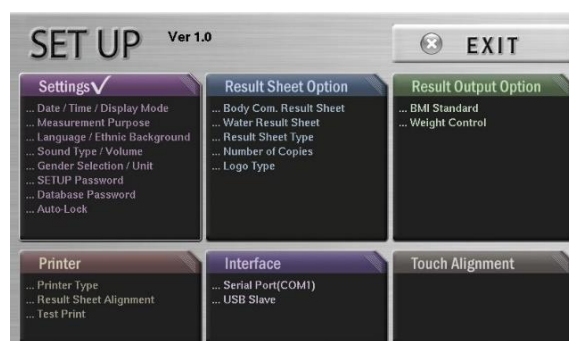 SET UP Ver 1.0
EXIT
Settings
... Date / Time / Display Mode
... Measurement Purpose
... Language / Ethnic Background
... Sound Type / Volume
... Gender Selection / Unit
... SETUP Password
... Database Password
... Auto-Lock
Result Sheet Option
... Body Com. Result Sheet
... Water Result Sheet
... Result Sheet Type
... Number of Copies
... Logo Type
Result Output Option
... BMI Standard
... Weight Control
Printer
... Printer Type
... Result Sheet Alignment
... Test Print
Interface
... Serial Port(COM1)
... USB Slave
Touch Alignment